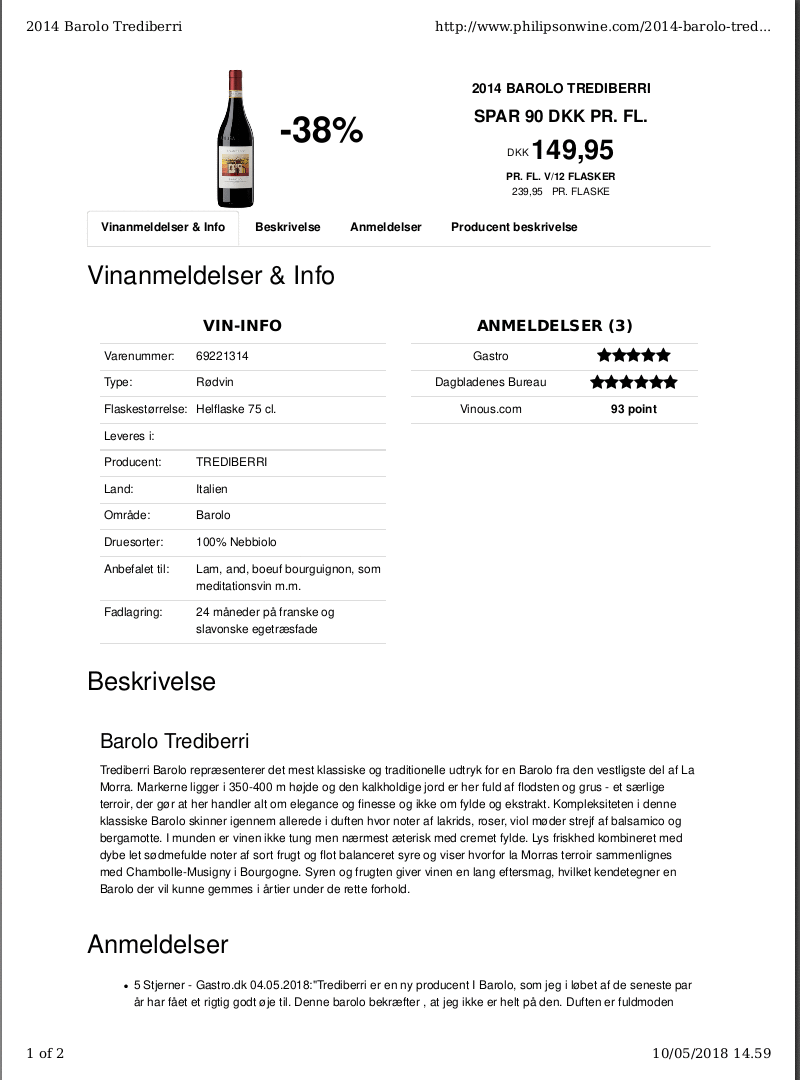 2014 Barolo Trediberri
http://www.philipsonwine.com/2014-barolo-tred...
-38%
2014 BAROLO TREDIBERRI
SPAR 90 DKK PR. FL.
DKK 149,95
PR. FL. V/12 FLASKER
239,95 PR. FLASKE
Vinanmeldelser & Info Beskrivelse Anmeldelser Producent beskrivelse
Vinanmeldelser & Info
VIN-INFO
Varenummer: 69221314
Type: Rødvin
Flaskestørrelse: Helflaske 75 cl.
Leveres i:
Producent: TREDIBERRI
Land: Italien
Område: Barolo
Druesorter: 100% Nebbiolo
Anbefalet til: Lam, and, boeuf bourguignon, som
meditationsvin m.m.
Fadlagring: 24 måneder på franske og
slavonske egetræsfade
ANMELDELSER (3)
Gastro ★★★★★
Dagbladenes Bureau ★★★★★★
Vinous.com 93 point
Beskrivelse
Barolo Trediberri
Trediberri Barolo repræsenterer det mest klassiske og traditionelle udtryk for en Barolo fra den vestligste del af La
Morra. Markerne ligger i 350-400 m højde og den kalkholdige jord er her fuld af flodsten og grus - et særlige
terroir, der gør at her handler alt om elegance og finesse og ikke om fylde og ekstrakt. Kompleksiteten i denne
klassiske Barolo skinner igennem allerede i duften hvor noter af lakrids, roser, viol møder strejf af balsamico og
bergamotte. I munden er vinen ikke tung men nærmest æterisk med cremet fylde. Lys friskhed kombineret med
dybe let sødmefulde noter af sort frugt og flot balanceret syre og viser hvorfor la Morras terroir sammenlignes
med Chambolle-Musigny i Bourgogne. Syren og frugten giver vinen en lang eftersmag, hvilket kendetegner en
Barolo der vil kunne gemmes i årtier under de rette forhold.
Anmeldelser
• 5 Stjerner - Gastro.dk 04.05.2018:"Trediberri er en ny producent I Barolo, som jeg i løbet af de seneste par
år har fået et rigtig godt øje til. Denne barolo bekræfter , at jeg ikke er helt på den. Duften er fuldmoden
1 of 2
10/05/2018 14.59